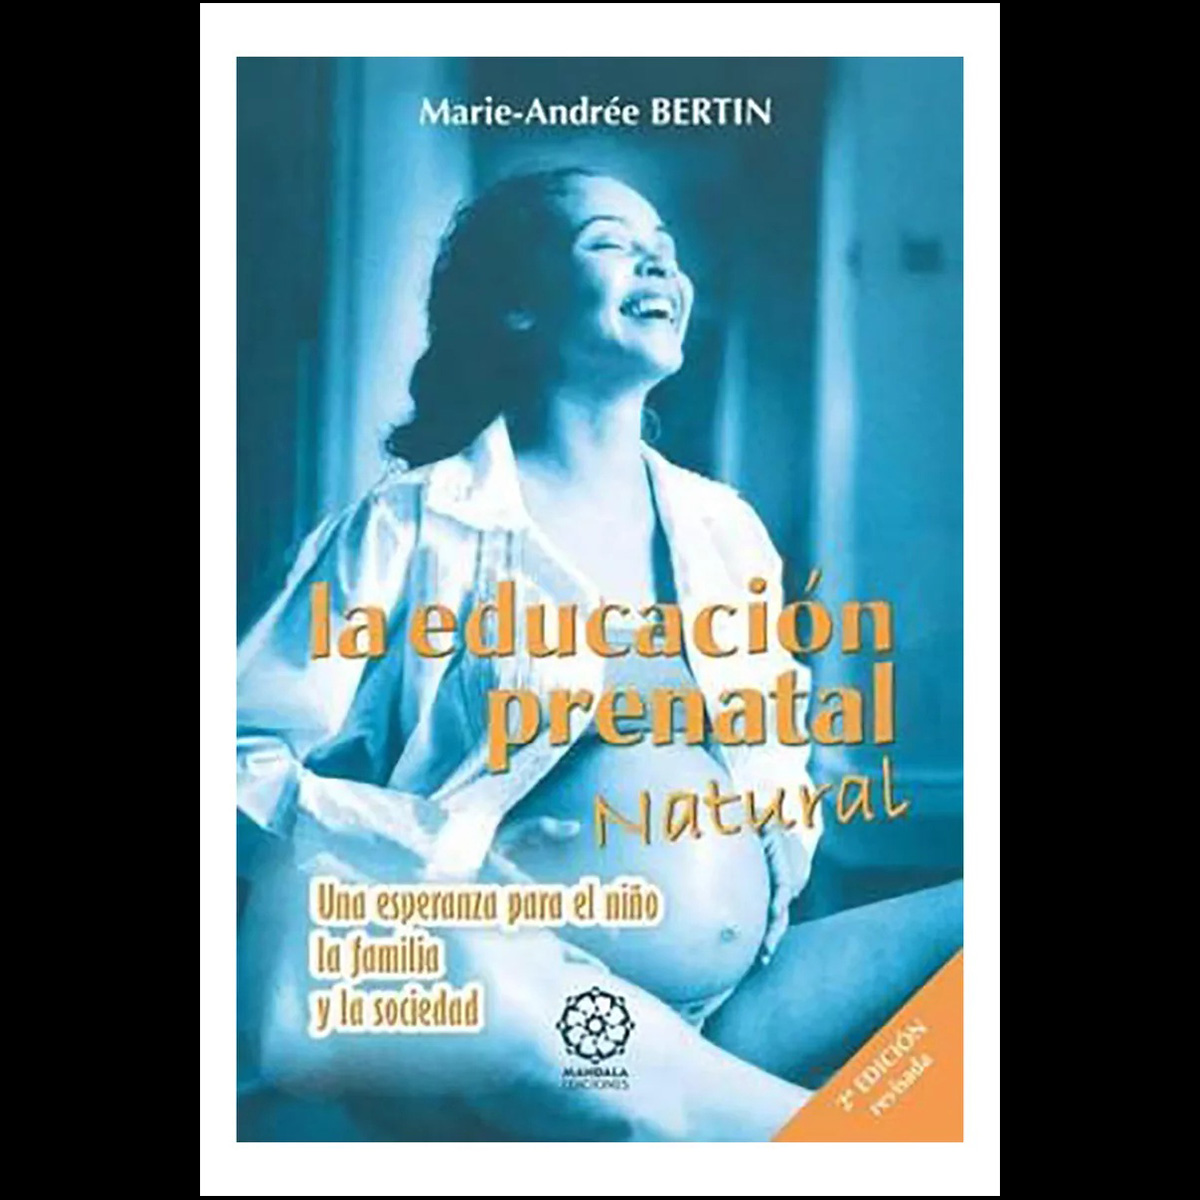 Marie-Andrée BERTIN
la educación
prenatal
Natural
Una esperanza para el niño
la familia
y la sociedad
MANDALA
EDICIONES
2ª EDICIÓN
revisada